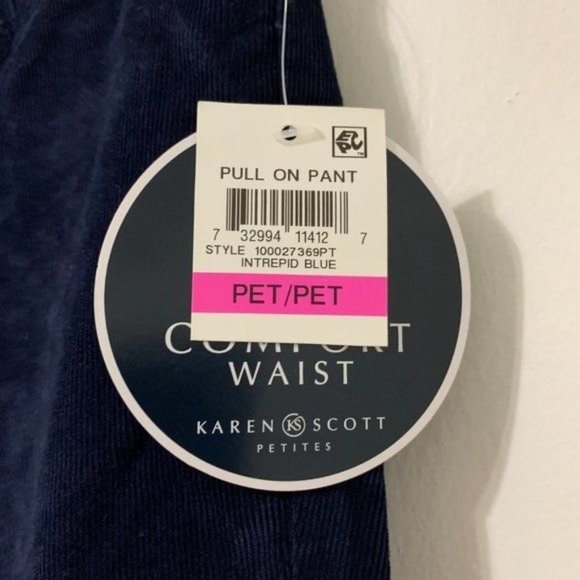 EPC
PULL ON PANT
7 32994 11412 7
STYLE 100027369PT
INTREPID BLUE
PET/PET
COMFORT
WAIST
KAREN KS SCOTT
PETITES